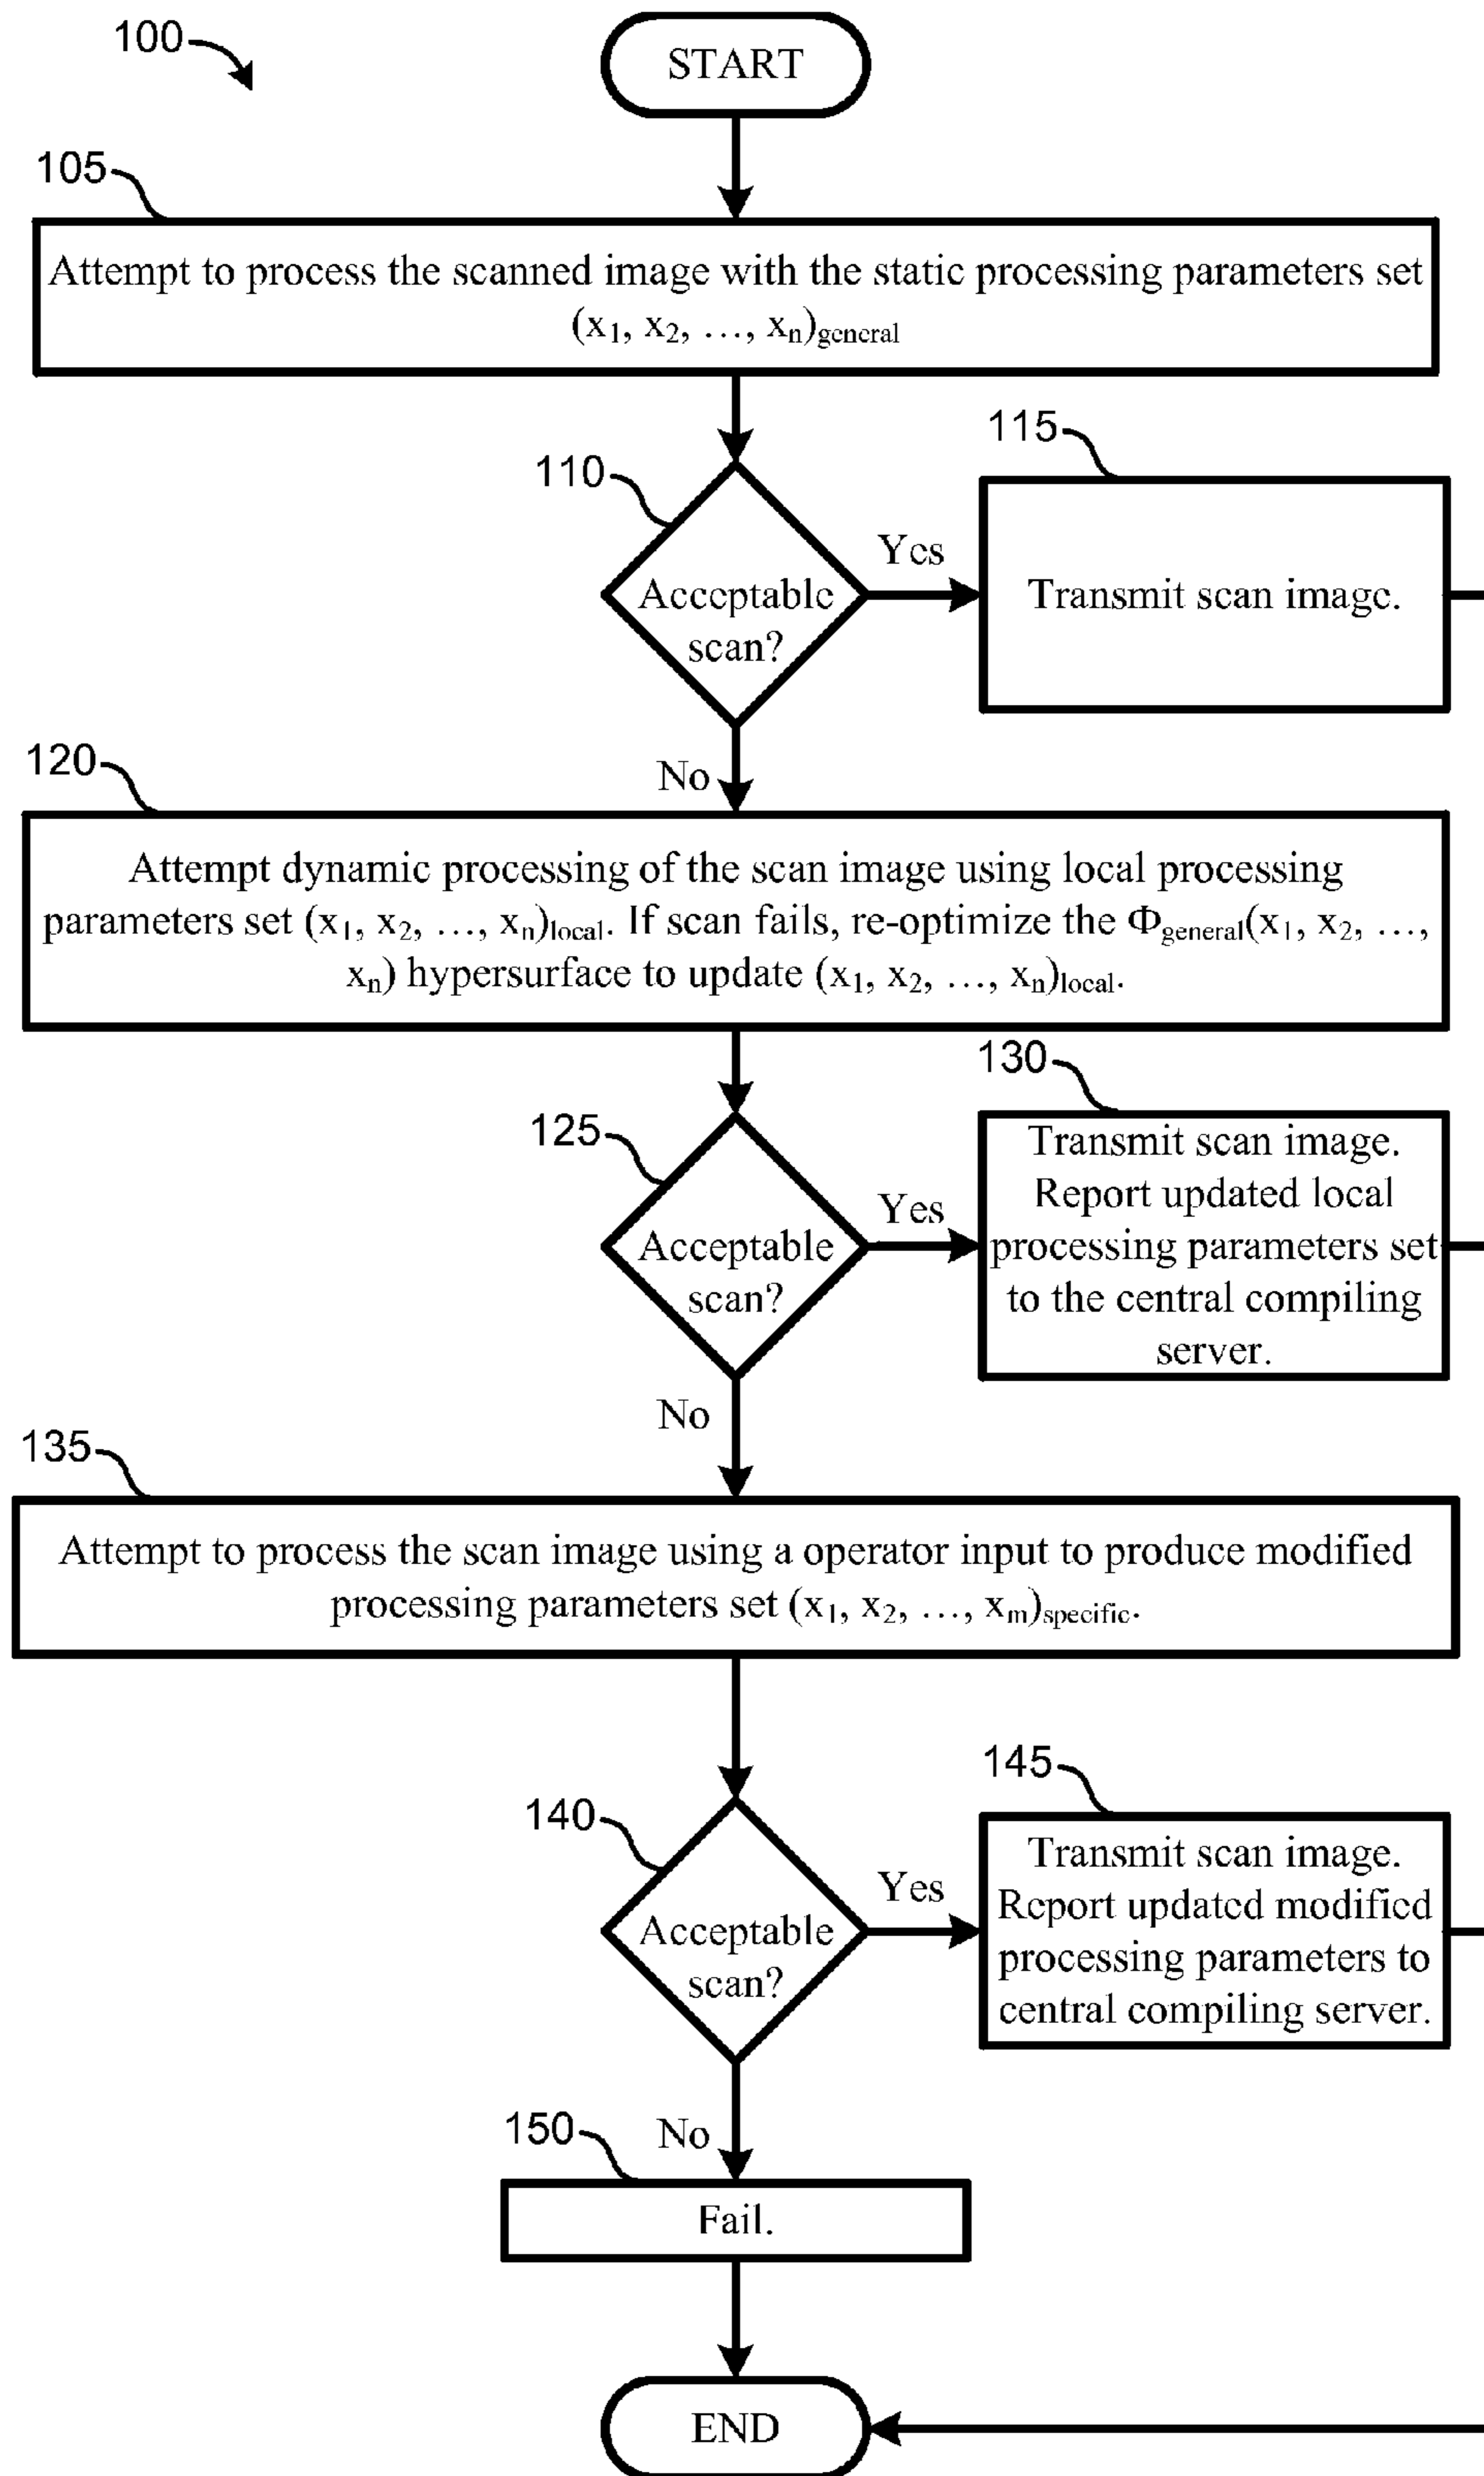 100
START
105
Attempt to process the scanned image with the static processing parameters set
(x₁, x₂, ..., xₙ)general
110
115
Acceptable
scan?
Yes
Transmit scan image.
No
120
Attempt dynamic processing of the scan image using local processing
parameters set (x₁, x₂, ..., xₙ)local. If scan fails, re-optimize the Φgeneral(x₁, x₂, ...,
xₙ) hypersurface to update (x₁, x₂, ..., xₙ)local.
125
130
Acceptable
scan?
Yes
Transmit scan image.
Report updated local
processing parameters set
to the central compiling
server.
No
135
Attempt to process the scan image using a operator input to produce modified
processing parameters set (x₁, x₂, ..., xₘ)specific.
140
145
Acceptable
scan?
Yes
Transmit scan image.
Report updated modified
processing parameters to
central compiling server.
No
150
Fail.
END